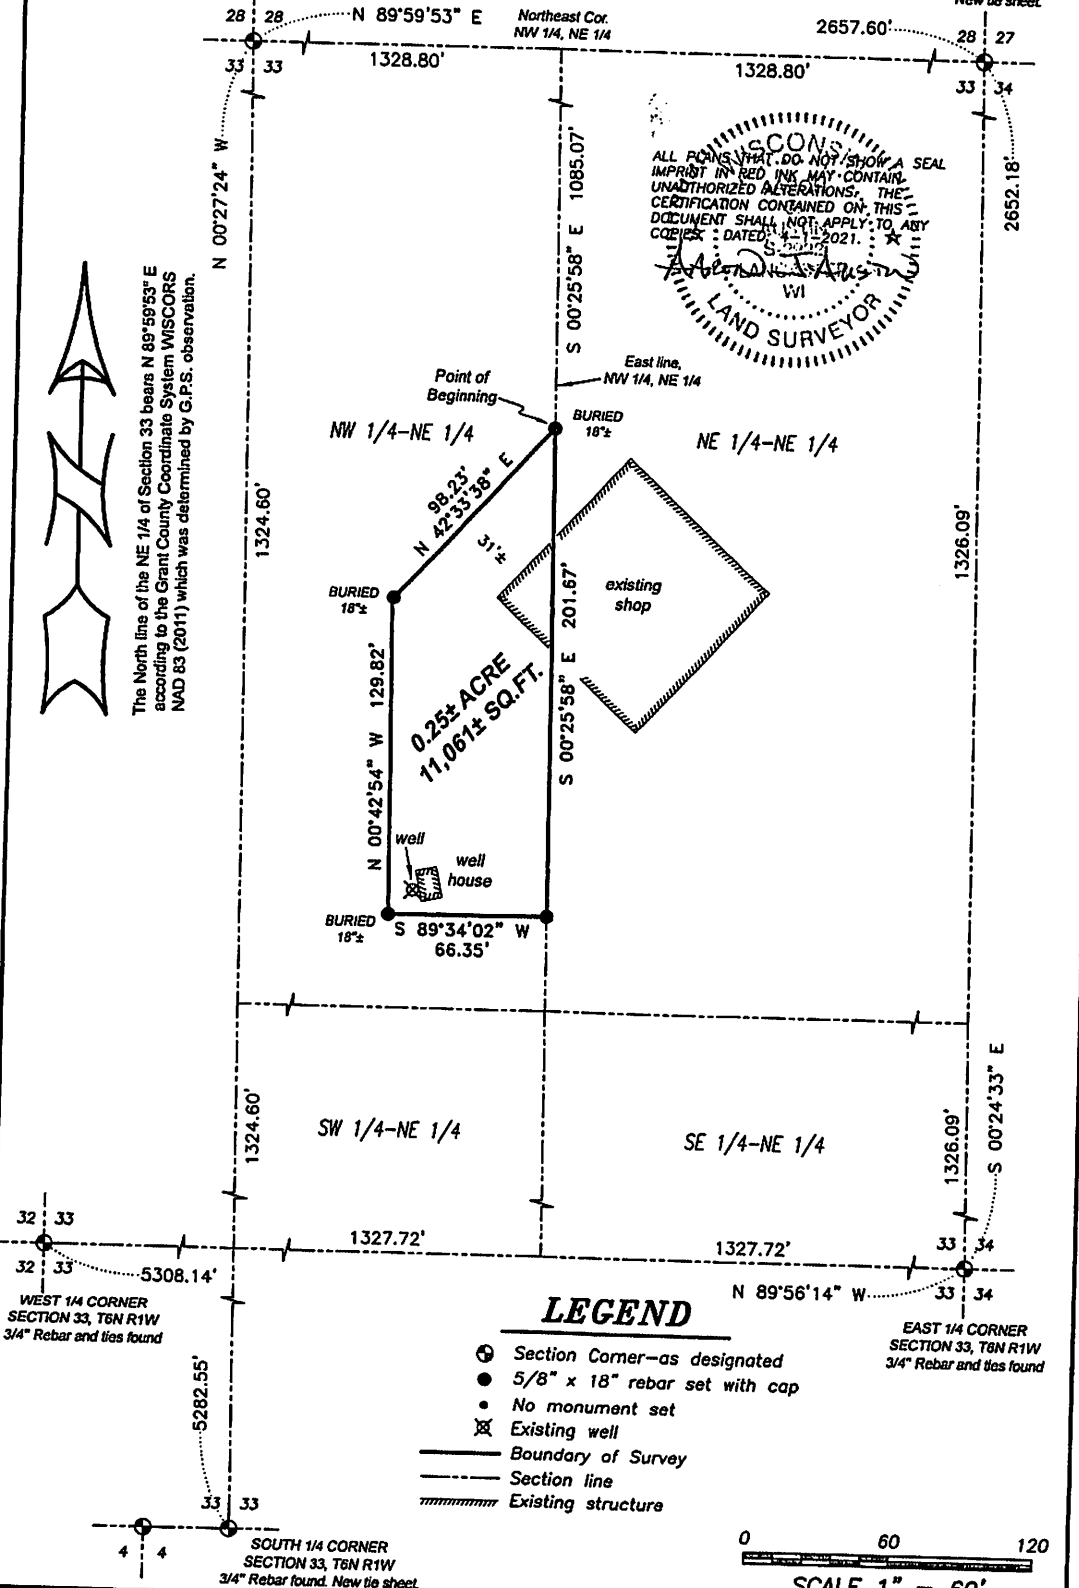 New tie sheet.
28 28
N 89°59'53" E
Northeast Cor.
NW 1/4, NE 1/4
2657.60'
28 27
33 33
1328.80'
1328.80'
33 34
N 00°27'24" W
S 00°25'58" E 1085.07'
2652.18'
WISCONS
ALL PLANS THAT DO NOT SHOW A SEAL
IMPRINT IN RED INK MAY CONTAIN
UNAUTHORIZED ALTERATIONS, THE
CERTIFICATION CONTAINED ON THIS
DOCUMENT SHALL NOT APPLY TO ANY
COPIES. DATED: 4-1-2021.
WI
LAND SURVEYOR
The North line of the NE 1/4 of Section 33 bears N 89°59'53" E
according to the Grant County Coordinate System WISCORS
NAD 83 (2011) which was determined by G.P.S. observation.
East line,
NW 1/4, NE 1/4
Point of
Beginning
BURIED
18"±
NW 1/4-NE 1/4
NE 1/4-NE 1/4
98.23'
N 42°33'38" E
31'±
1324.60'
1326.09'
existing
shop
BURIED
18"±
S 00°25'58" E 201.67'
N 00°42'54" W 129.82'
0.25± ACRE
11,061± SQ.FT.
well
well
house
BURIED
18"±
S 89°34'02" W
66.35'
1324.60'
SW 1/4-NE 1/4
SE 1/4-NE 1/4
1326.09'
S 00°24'33" E
32 33
1327.72'
1327.72'
33 34
32 33
5308.14'
N 89°56'14" W
33 34
WEST 1/4 CORNER
SECTION 33, T6N R1W
3/4" Rebar and ties found
EAST 1/4 CORNER
SECTION 33, T6N R1W
3/4" Rebar and ties found
LEGEND
Section Corner-as designated
5/8" x 18" rebar set with cap
No monument set
Existing well
Boundary of Survey
Section line
Existing structure
5282.55'
33 33
4 4
SOUTH 1/4 CORNER
SECTION 33, T6N R1W
3/4" Rebar found. New tie sheet.
0 60 120
SCALE 1" = 60'